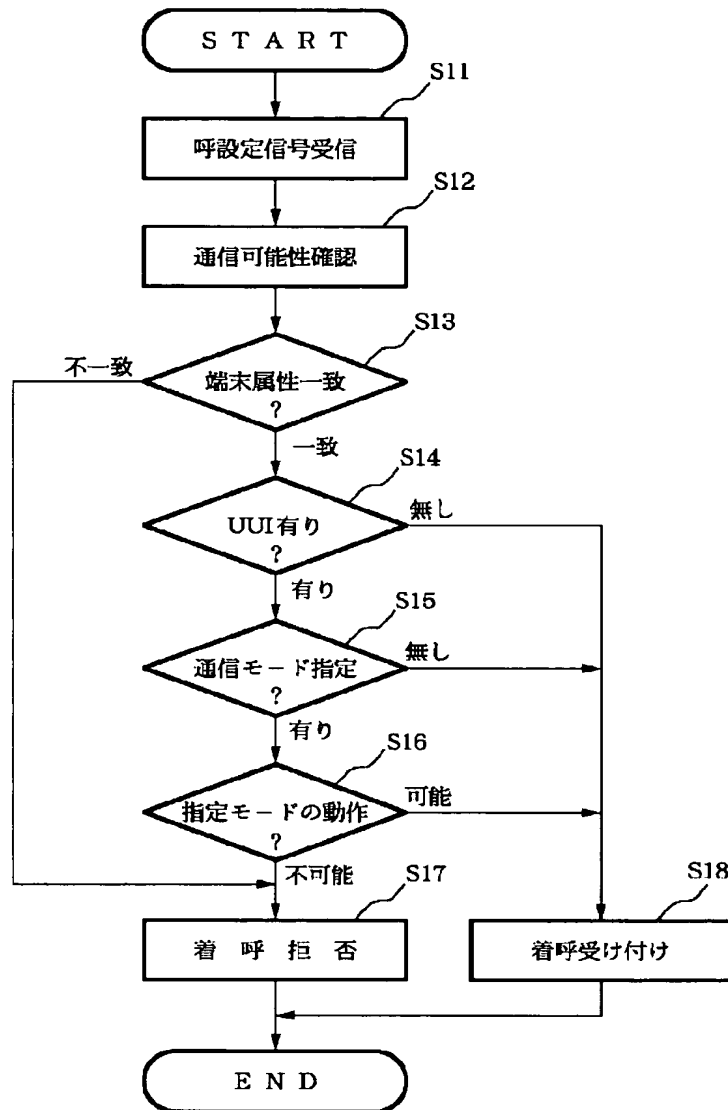 START
S11
呼設定信号受信
S12
通信可能性確認
S13
不一致
端末属性一致
?
一致
S14
UUI有り
?
無し
有り
S15
通信モード指定
?
無し
有り
S16
指定モードの動作
?
可能
不可能
S17
着呼拒否
S18
着呼受け付け
END